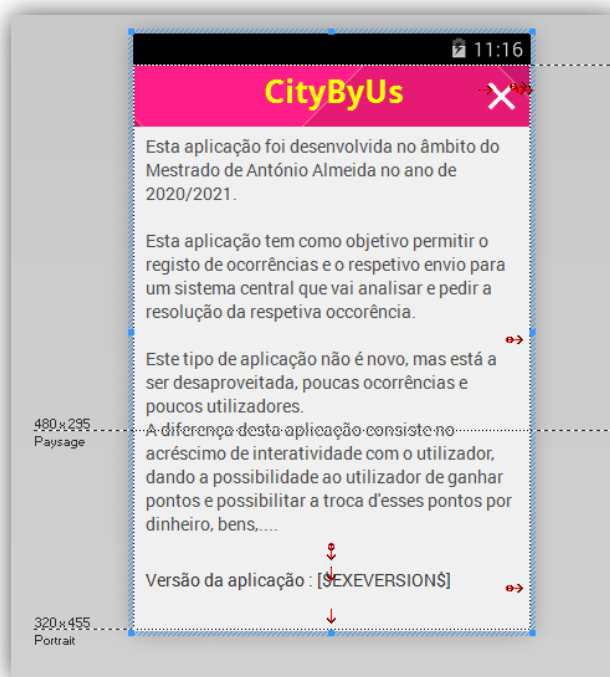 11:16
CityByUs
Esta aplicação foi desenvolvida no âmbito do
Mestrado de António Almeida no ano de
2020/2021.
Esta aplicação tem como objetivo permitir o
registo de ocorrências e o respetivo envio para
um sistema central que vai analisar e pedir a
resolução da respetiva occorência.
Este tipo de aplicação não é novo, mas está a
ser desaproveitada, poucas ocorrências e
poucos utilizadores.
480x295
Paysage
A diferença desta aplicação consiste no
acréscimo de interatividade com o utilizador,
dando a possibilidade ao utilizador de ganhar
pontos e possibilitar a troca d'esses pontos por
dinheiro, bens,....
Versão da aplicação : [$EXEVERSION$]
320x455
Portrait